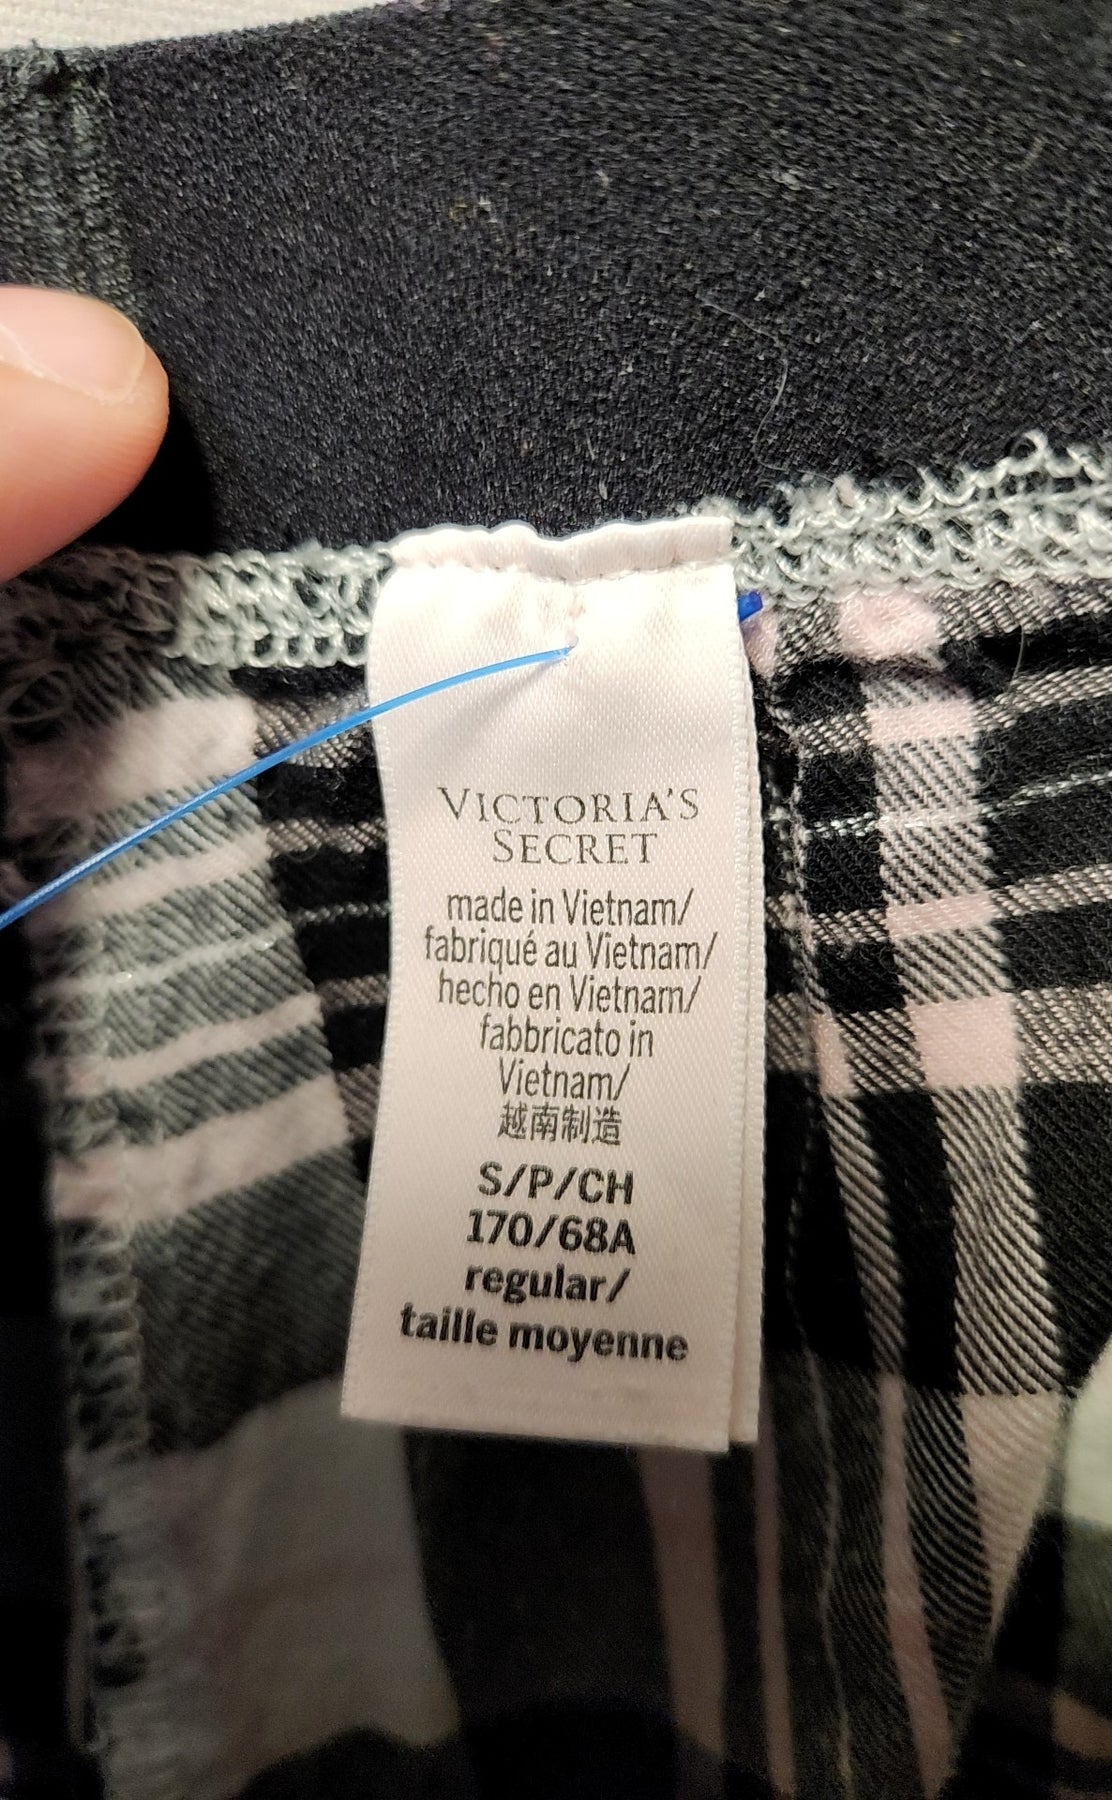 VICTORIA'S
SECRET
made in Vietnam/
fabriqué au Vietnam/
hecho en Vietnam/
fabbricato in
Vietnam/
越南制造
S/P/CH
170/68A
regular/
taille moyenne